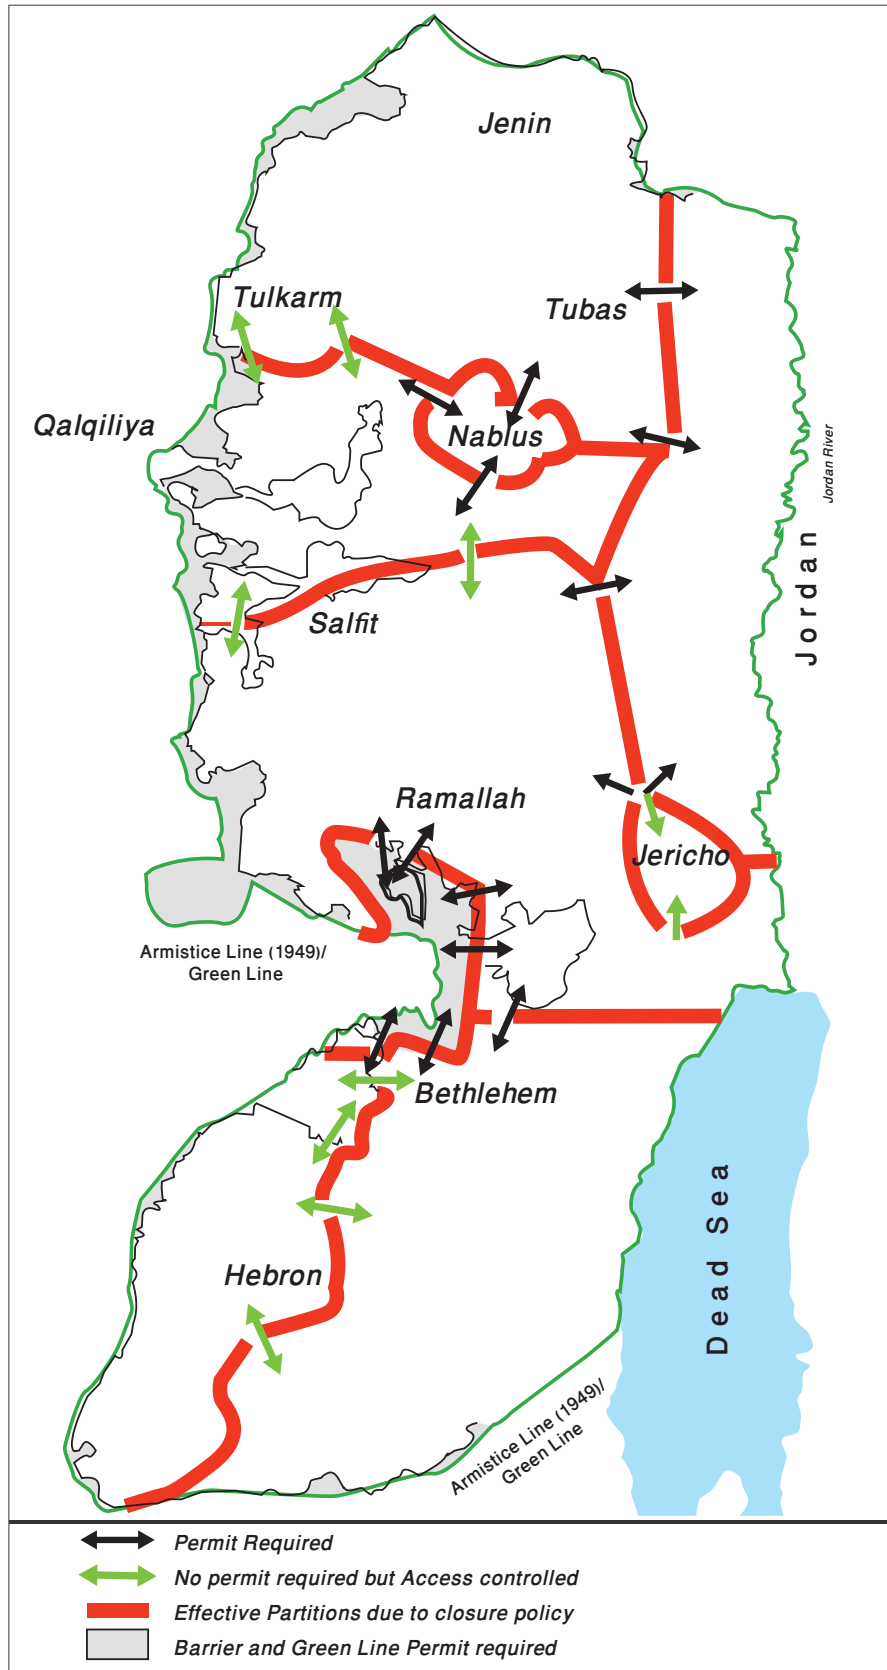 Jenin
Tulkarm
Tubas
Qalqiliya
Nablus
Jordan River
Jordan
Salfit
Ramallah
Jericho
Armistice Line (1949)/
Green Line
Bethlehem
Dead Sea
Hebron
Armistice Line (1949)/
Green Line
Permit Required
No permit required but Access controlled
Effective Partitions due to closure policy
Barrier and Green Line Permit required